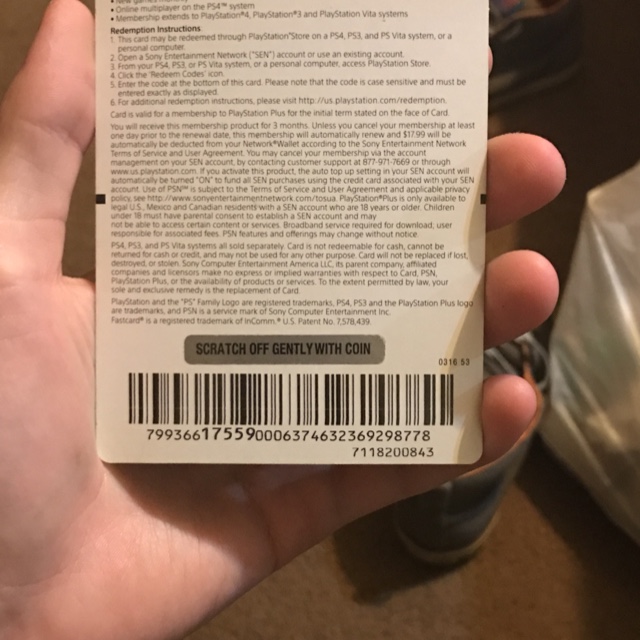 • Online multiplayer on the PS4™ system
• Membership extends to PlayStation®4, PlayStation®3 and PlayStation Vita systems
Redemption Instructions:
1. This card may be redeemed through PlayStation®Store on a PS4, PS3, and PS Vita system, or a
personal computer.
2. Open a Sony Entertainment Network ("SEN") account or use an existing account.
3. From your PS4, PS3, or PS Vita system, or a personal computer, access PlayStation Store.
4. Click the 'Redeem Codes' icon.
5. Enter the code at the bottom of this card. Please note that the code is case sensitive and must be
entered exactly as displayed.
6. For additional redemption instructions, please visit http://us.playstation.com/redemption.
Card is valid for a membership to PlayStation Plus for the initial term stated on the face of Card.
You will receive this membership product for 3 months. Unless you cancel your membership at least
one day prior to the renewal date, this membership will automatically renew and $17.99 will be
automatically be deducted from your Network®Wallet according to the Sony Entertainment Network
Terms of Service and User Agreement. You may cancel your membership via the account
management on your SEN account, by contacting customer support at 877-971-7669 or through
www.us.playstation.com. If you activate this product, the auto top up setting in your SEN account will
automatically be turned "ON" to fund all SEN purchases using the credit card associated with your SEN
account. Use of PSN℠ is subject to the Terms of Service and User Agreement and applicable privacy
policy, see http://www.sonyentertainmentnetwork.com/tosua. PlayStation®Plus is only available to
legal U.S., Mexico and Canadian residents with a SEN account who are 18 years or older. Children
under 18 must have parental consent to establish a SEN account and may
not be able to access certain content or services. Broadband service required for download, user
responsible for associated fees. PSN features and offerings may change without notice.
PS4, PS3, and PS Vita systems all sold separately. Card is not redeemable for cash, cannot be
returned for cash or credit, and may not be used for any other purpose. Card will not be replaced if lost,
destroyed, or stolen. Sony Computer Entertainment America LLC, its parent company, affiliated
companies and licensors make no express or implied warranties with respect to Card, PSN,
PlayStation Plus, or the availability of products or services. To the extent permitted by law, your
sole and exclusive remedy is the replacement of Card.
PlayStation and the "PS" Family Logo are registered trademarks, PS4, PS3 and the PlayStation Plus logo
are trademarks, and PSN is a service mark of Sony Computer Entertainment Inc.
Fastcard® is a registered trademark of InComm.® U.S. Patent No. 7,578,439.
SCRATCH OFF GENTLY WITH COIN
0316 53
799366175590006374632369298778
7118200843